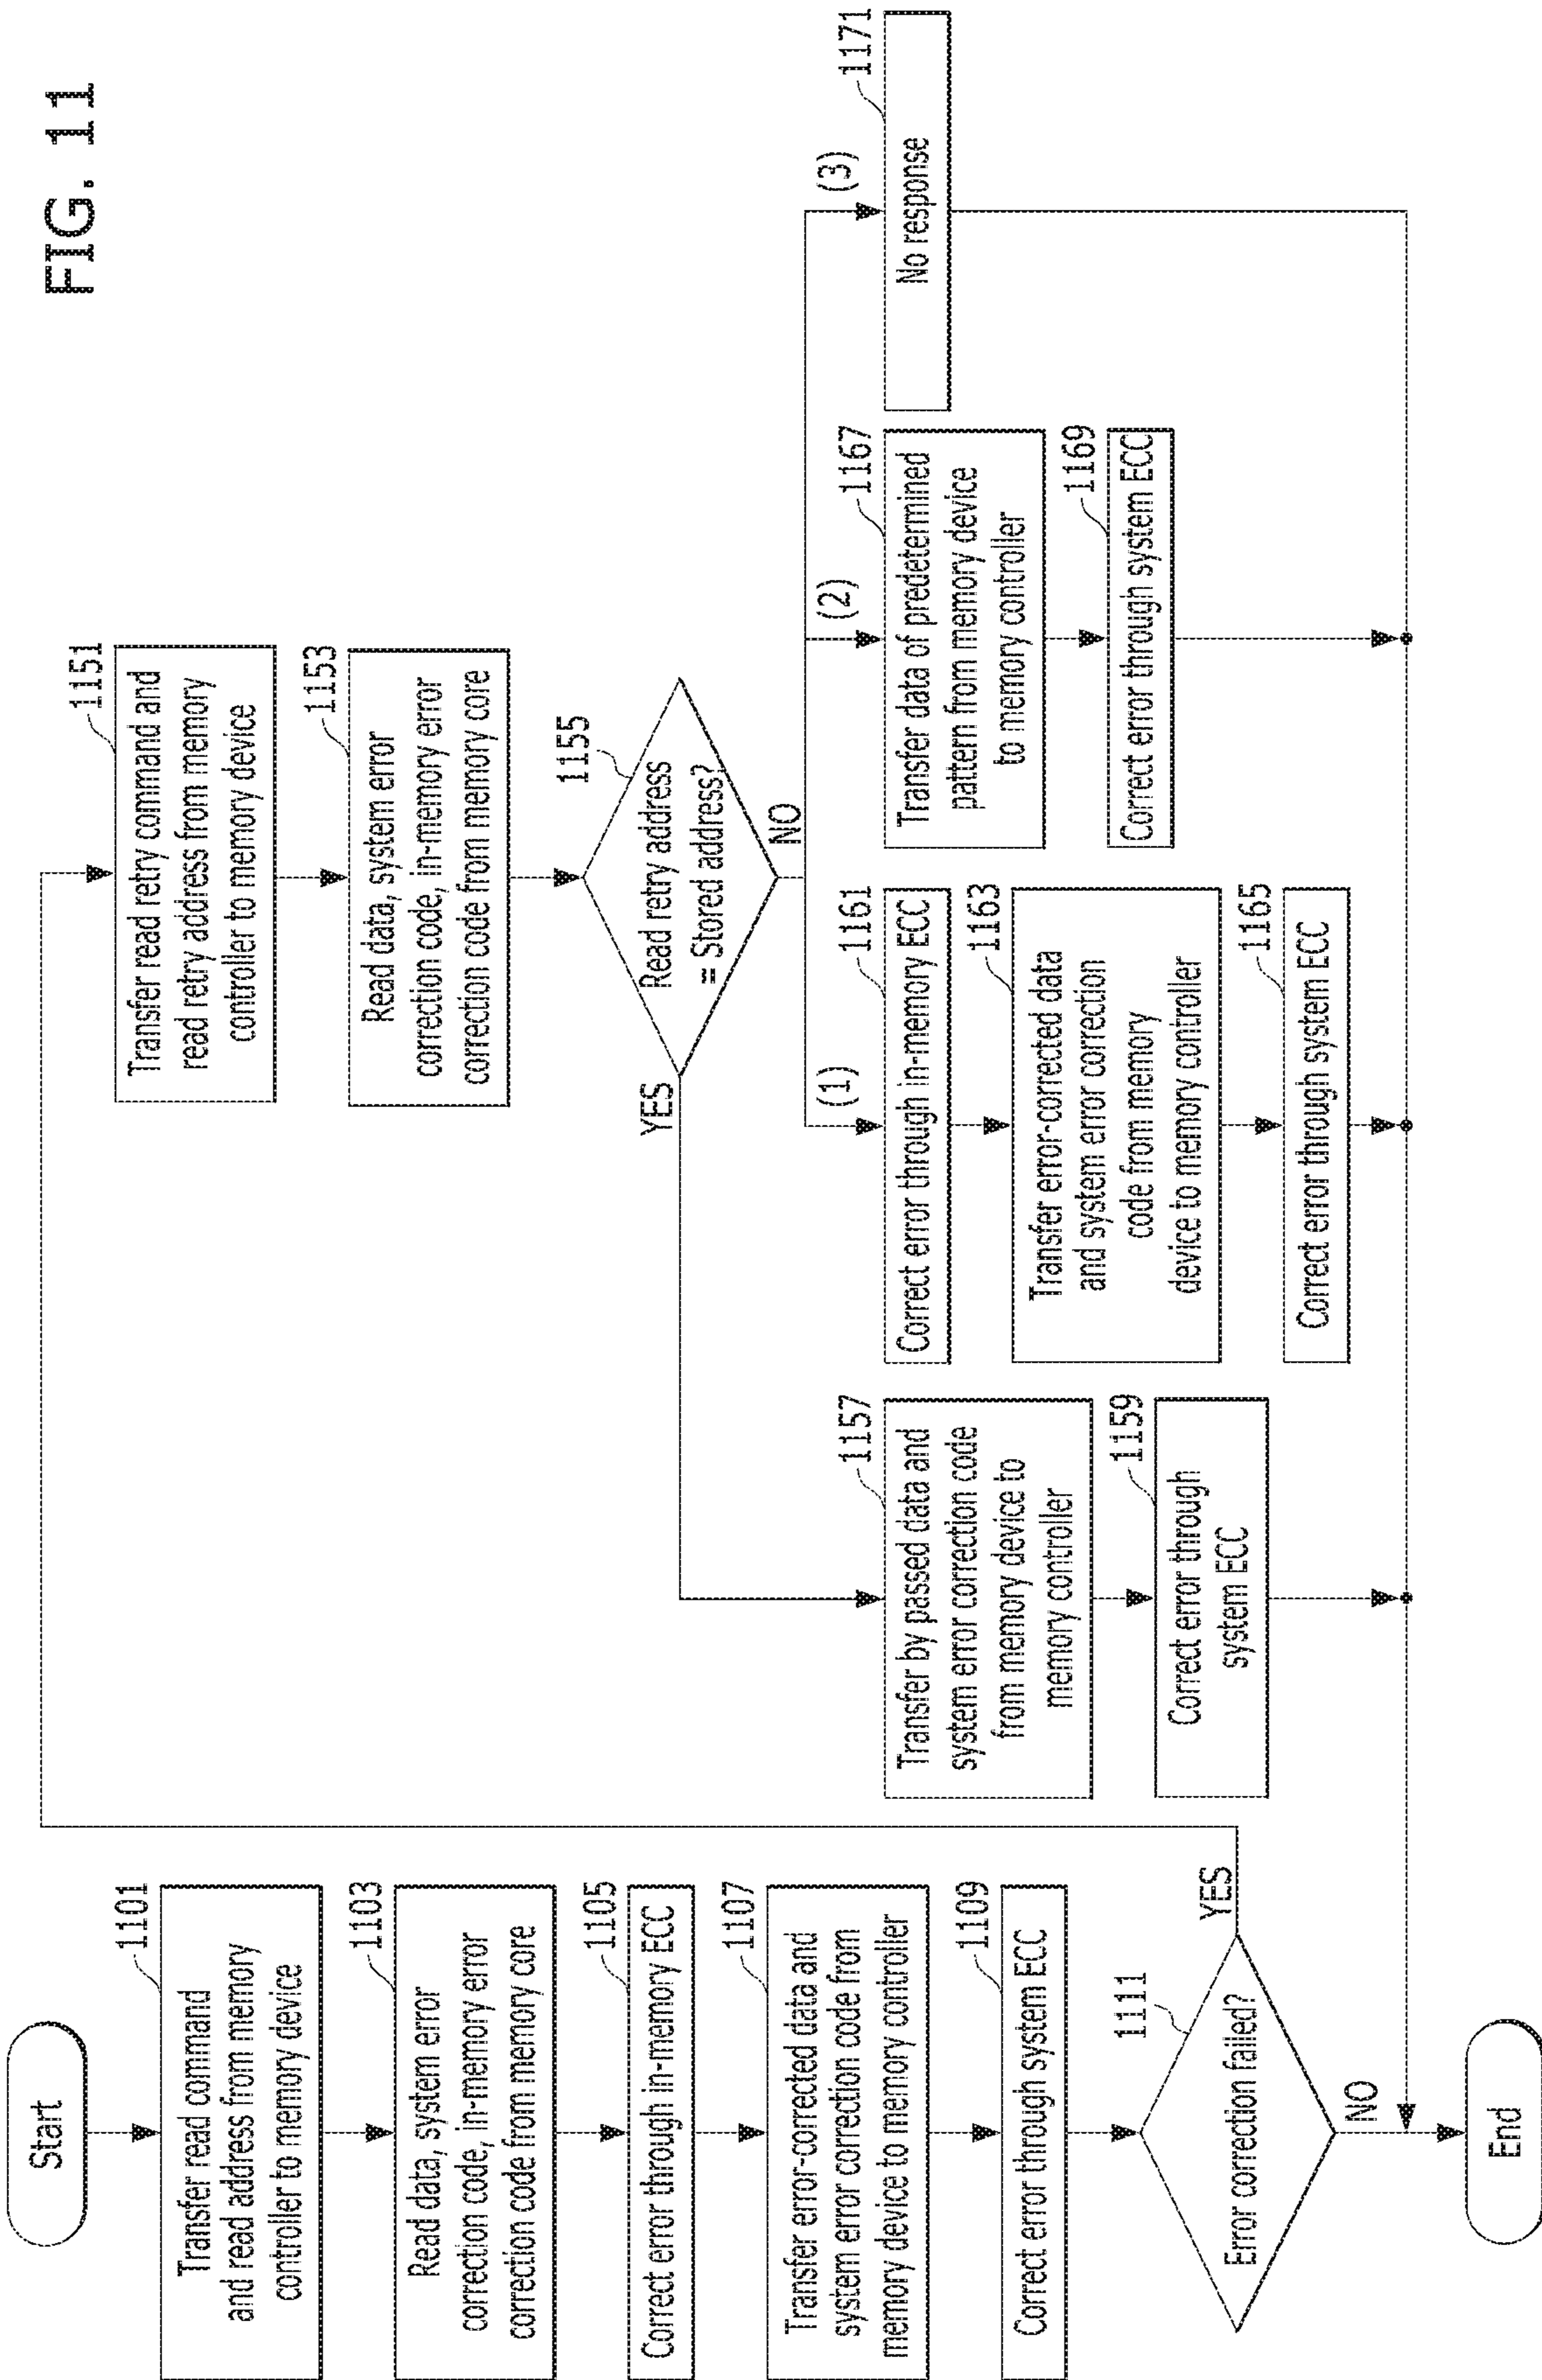 FIG. 11
Start
1101
Transfer read command
and read address from memory
controller to memory device
1103
Read data, system error
correction code, in-memory error
correction code from memory core
1105
Correct error through in-memory ECC
1107
Transfer error-corrected data and
system error correction code from
memory device to memory controller
1109
Correct error through system ECC
1111
Error correction failed?
YES
NO
End
1151
Transfer read retry command and
read retry address from memory
controller to memory device
1153
Read data, system error
correction code, in-memory error
correction code from memory core
1155
Read retry address
= Stored address?
YES
NO
1157
Transfer by passed data and
system error correction code
from memory device to
memory controller
1159
Correct error through
system ECC
(1)
1161
Correct error through in-memory ECC
1163
Transfer error-corrected data
and system error correction
code from memory
device to memory controller
1165
Correct error through system ECC
(2)
1167
Transfer data of predetermined
pattern from memory device
to memory controller
1169
Correct error through system ECC
(3)
1171
No response